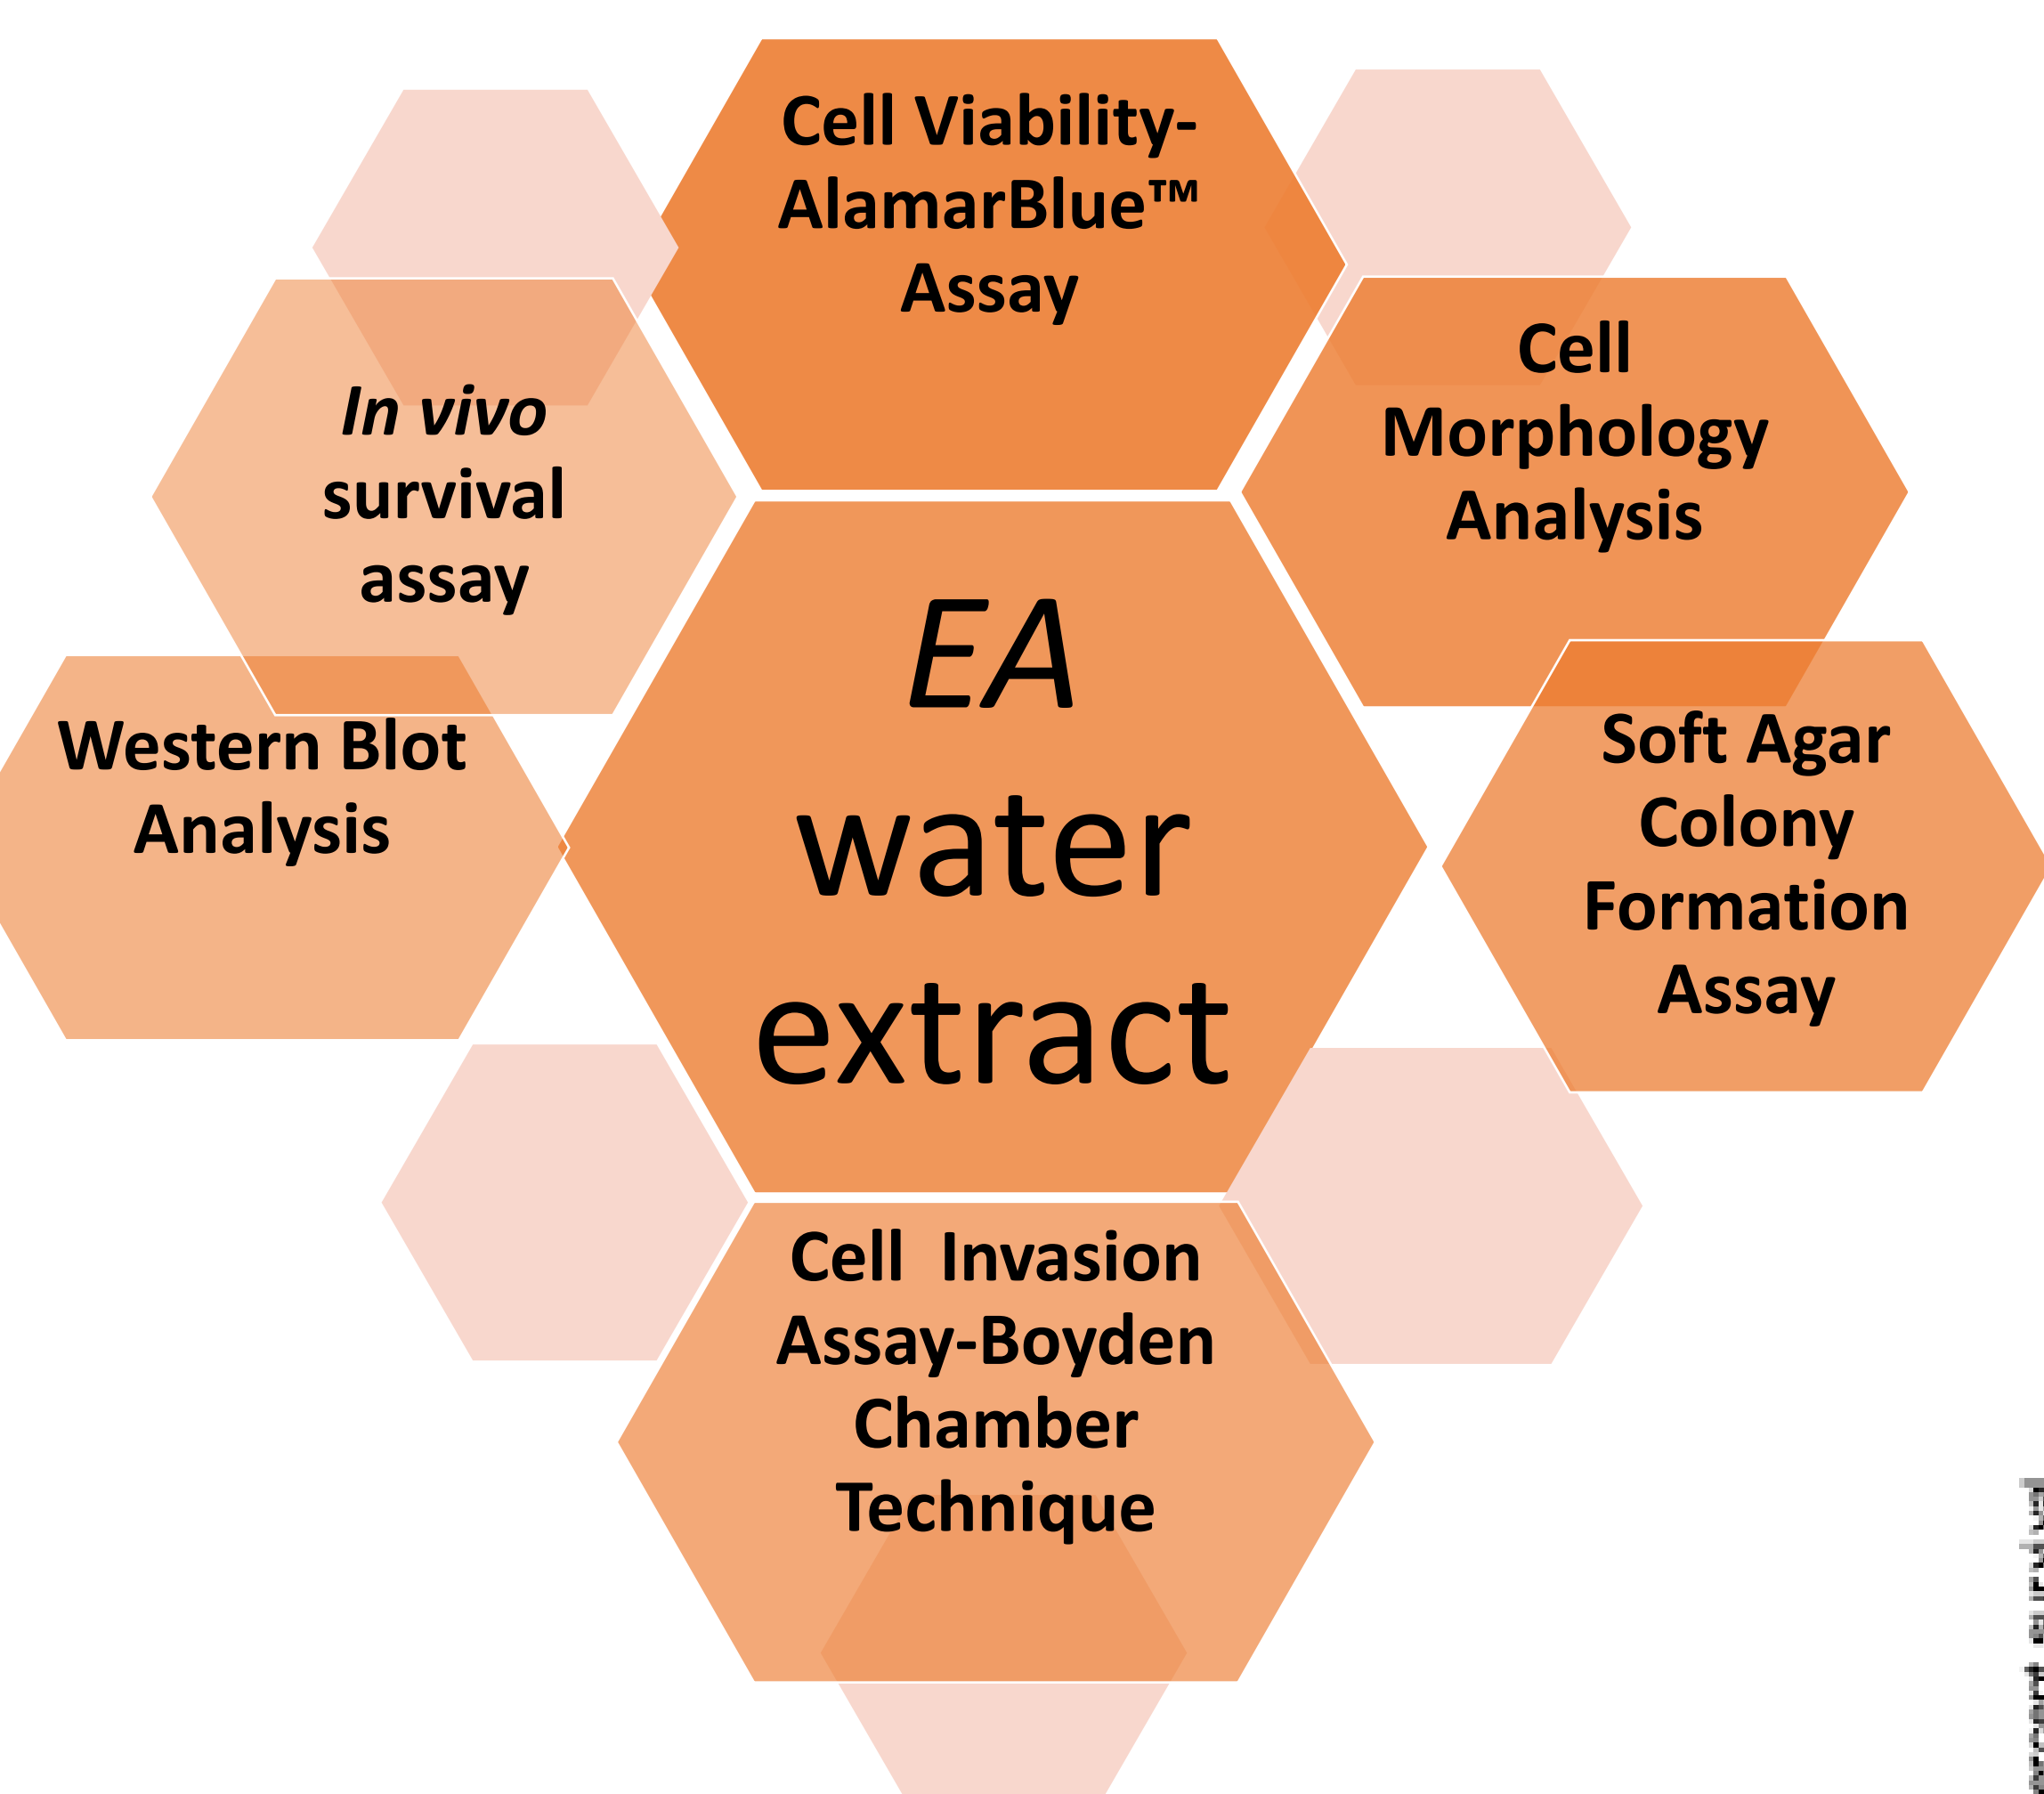 Cell Viability-
AlamarBlue™
Assay
Cell
Morphology
Analysis
In vivo
survival
assay
EA
water
extract
Western Blot
Analysis
Soft Agar
Colony
Formation
Assay
Cell Invasion
Assay-Boyden
Chamber
Technique